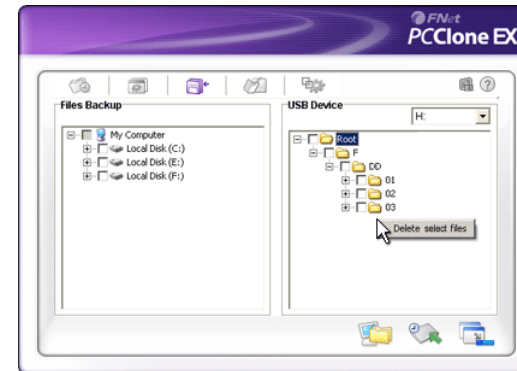 FNet
PCClone EX
Files Backup
My Computer
Local Disk (C:)
Local Disk (E:)
Local Disk (F:)
USB Device
H:
Root
F
DD
01
02
03
Delete select files